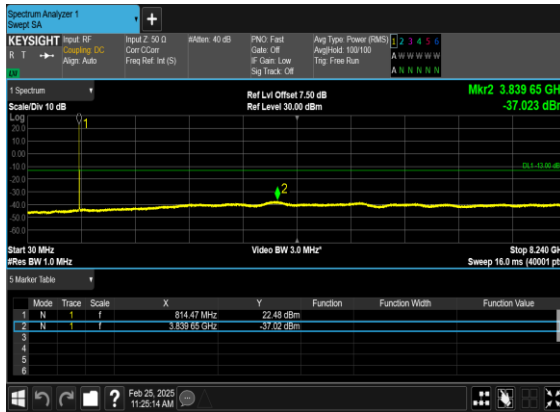 Spectrum Analyzer 1
Swept SA
+
KEYSIGHT Input: RF Input Z: 50 Ω #Atten: 40 dB PNO: Fast Avg Type: Power (RMS) 1 2 3 4 5 6
R T Coupling: DC Corr CCorr Gate: Off Avg|Hold: 100/100 A W W W W W
Align: Auto Freq Ref: Int (S) IF Gain: Low Trig: Free Run
Sig Track: Off A N N N N N
1 Spectrum
Ref Lvl Offset 7.50 dB Mkr2 3.839 65 GHz
Scale/Div 10 dB Ref Level 30.00 dBm -37.023 dBm
Log
20.0
10.0
0.00
-10.0
-20.0
-30.0
-40.0
-50.0
-60.0
1
2
DL1 -13.00 dB
Start 30 MHz Video BW 3.0 MHz* Stop 8.240 GH
#Res BW 1.0 MHz Sweep 16.0 ms (40001 pt
5 Marker Table
Mode Trace Scale X Y Function Function Width Function Value
1 N 1 f 814.47 MHz 22.48 dBm
2 N 1 f 3.839 65 GHz -37.02 dBm
3
4
5
6
? Feb 25, 2025
11:25:14 AM